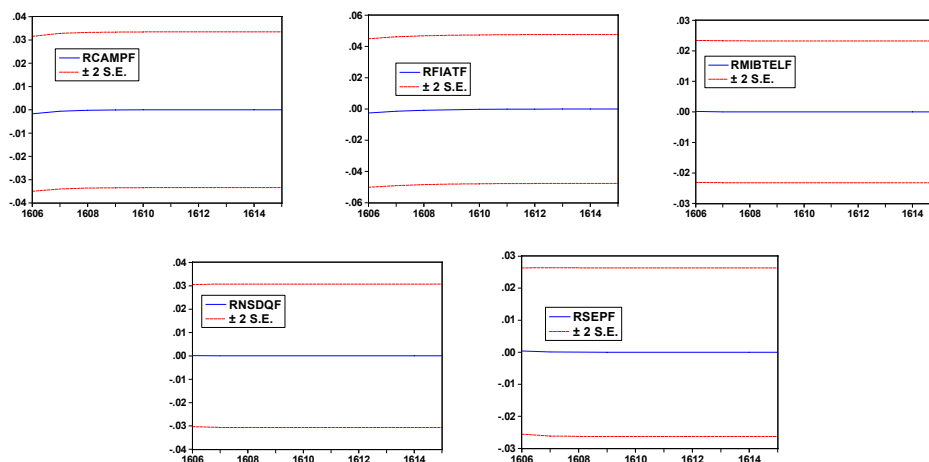 .04
.03
.02
.01
.00
-.01
-.02
-.03
-.04
RCAMPF
± 2 S.E.
1606 1608 1610 1612 1614
.06
.04
.02
.00
-.02
-.04
-.06
RFIATF
± 2 S.E.
1606 1608 1610 1612 1614
.03
.02
.01
.00
-.01
-.02
-.03
RMIBTELF
± 2 S.E.
1606 1608 1610 1612 1614
.04
.03
.02
.01
.00
-.01
-.02
-.03
-.04
RNSDQF
± 2 S.E.
1606 1608 1610 1612 1614
.03
.02
.01
.00
-.01
-.02
-.03
RSEPF
± 2 S.E.
1606 1608 1610 1612 1614